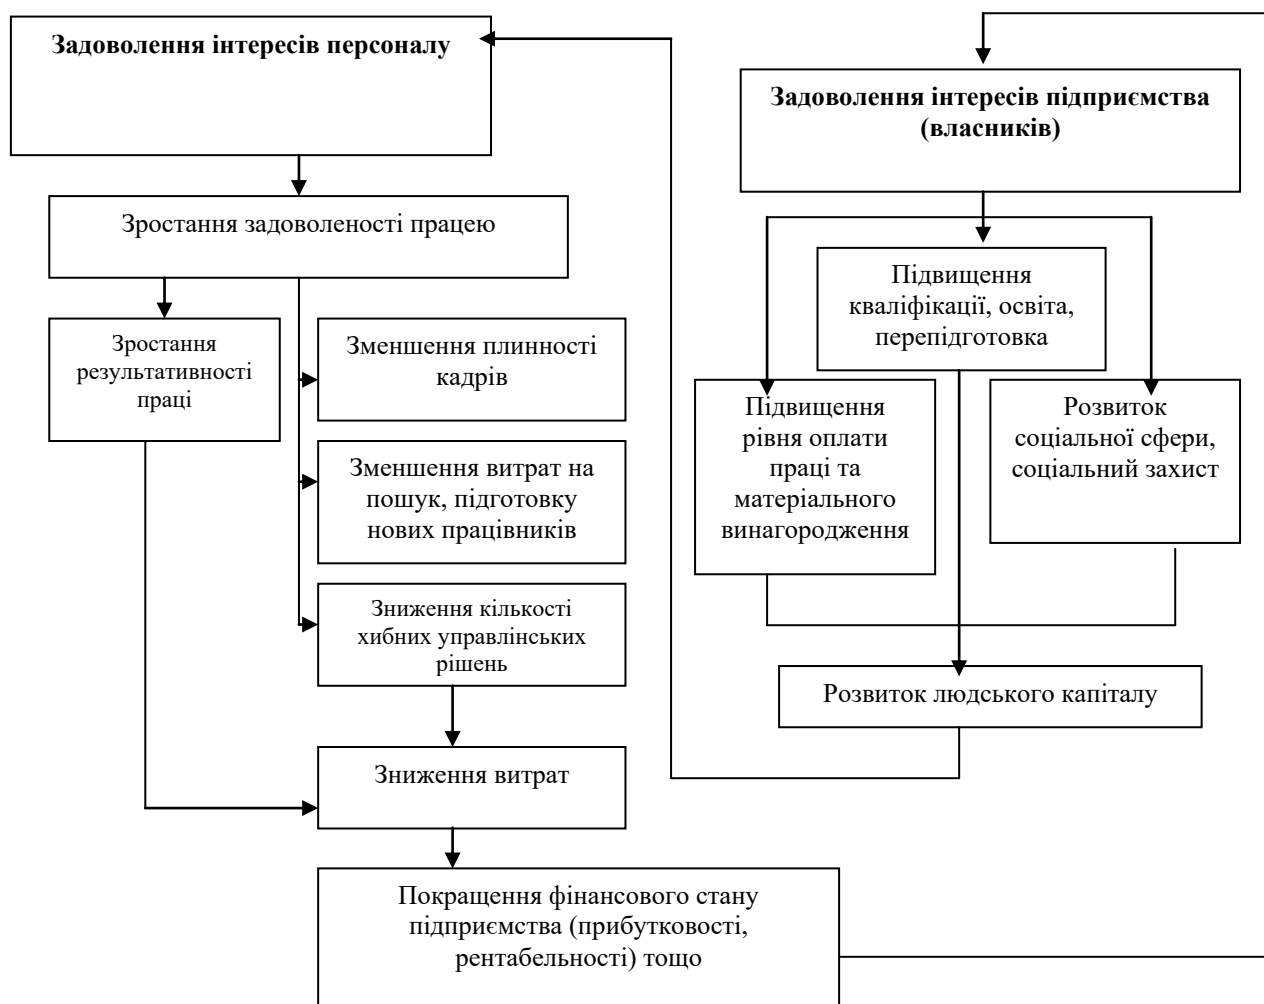 Задоволення інтересів персоналу
Зростання задоволеності працею
Зростання
результативності
праці
Зменшення плинності
кадрів
Зменшення витрат на
пошук, підготовку
нових працівників
Зниження кількості
хибних управлінських
рішень
Зниження витрат
Покращення фінансового стану
підприємства (прибутковості,
рентабельності) тощо
Задоволення інтересів підприємства
(власників)
Підвищення
кваліфікації, освіта,
перепідготовка
Підвищення
рівня оплати
праці та
матеріального
винагородження
Розвиток
соціальної сфери,
соціальний захист
Розвиток людського капіталу